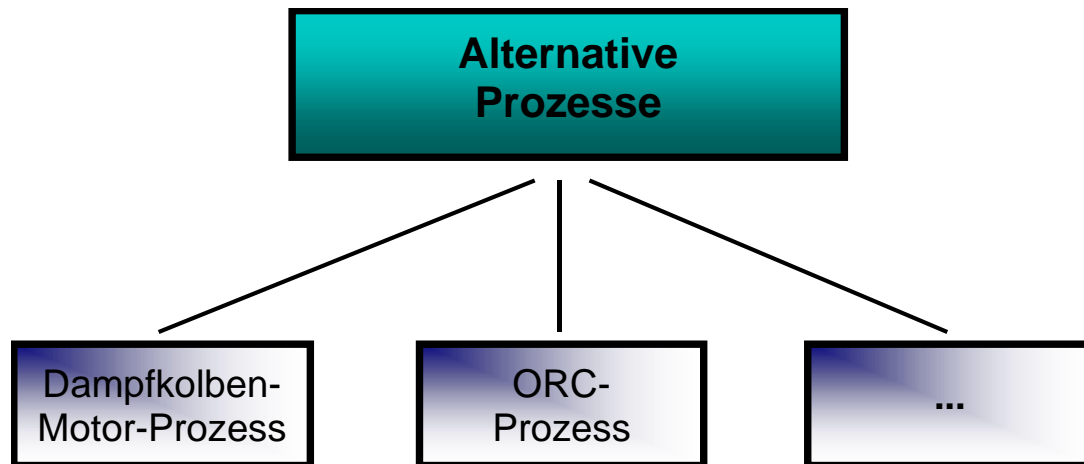 Alternative
Prozesse
Dampfkolben-
Motor-Prozess
ORC-
Prozess
...